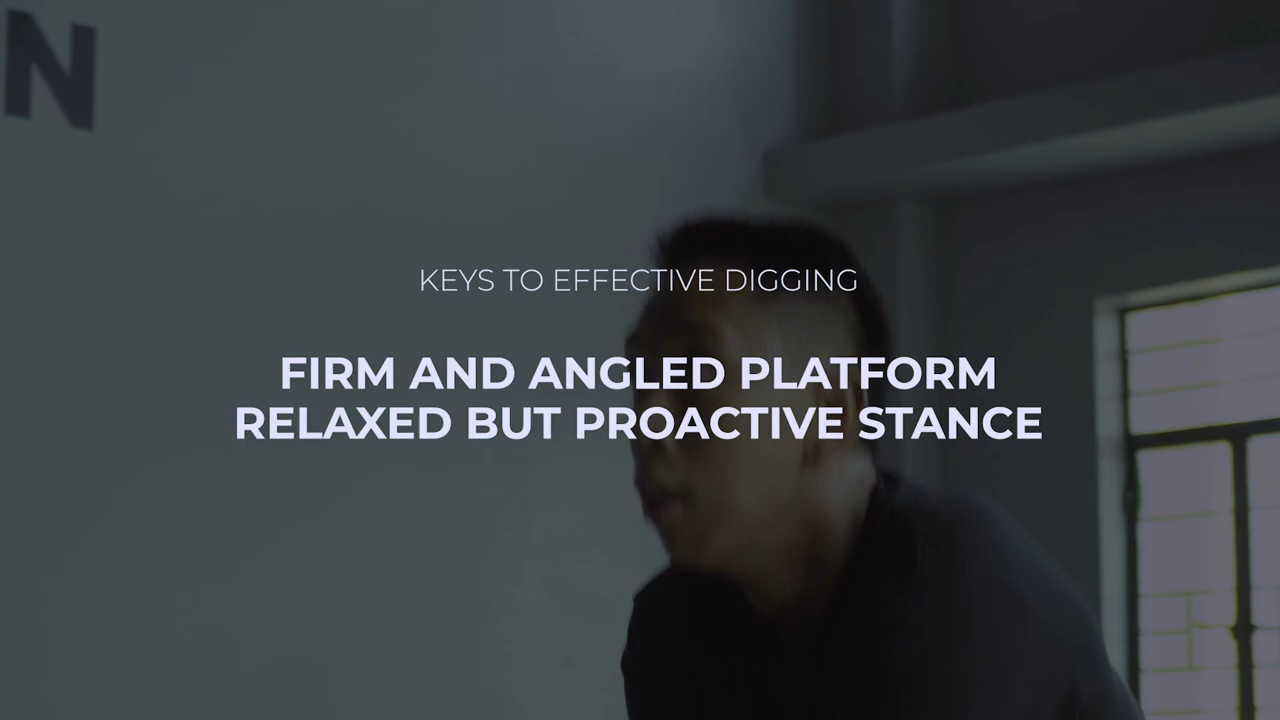 N
KEYS TO EFFECTIVE DIGGING
FIRM AND ANGLED PLATFORM
RELAXED BUT PROACTIVE STANCE